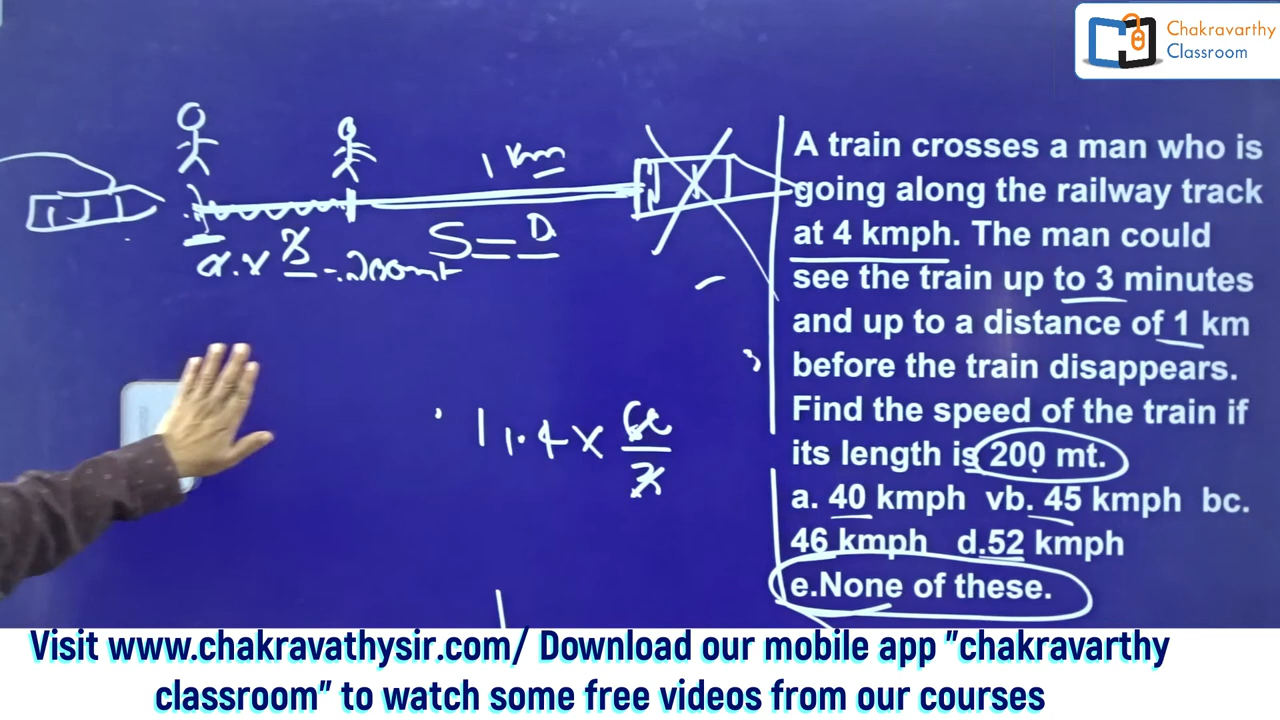 Chakravarthy
Classroom
1 Km
S = D
A train crosses a man who is
going along the railway track
at 4 kmph. The man could
see the train up to 3 minutes
and up to a distance of 1 km
before the train disappears.
Find the speed of the train if
its length is 200 mt.
a. 40 kmph vb. 45 kmph bc.
46 kmph d.52 kmph
e.None of these.
Visit www.chakravathysir.com/ Download our mobile app "chakravarthy
classroom" to watch some free videos from our courses